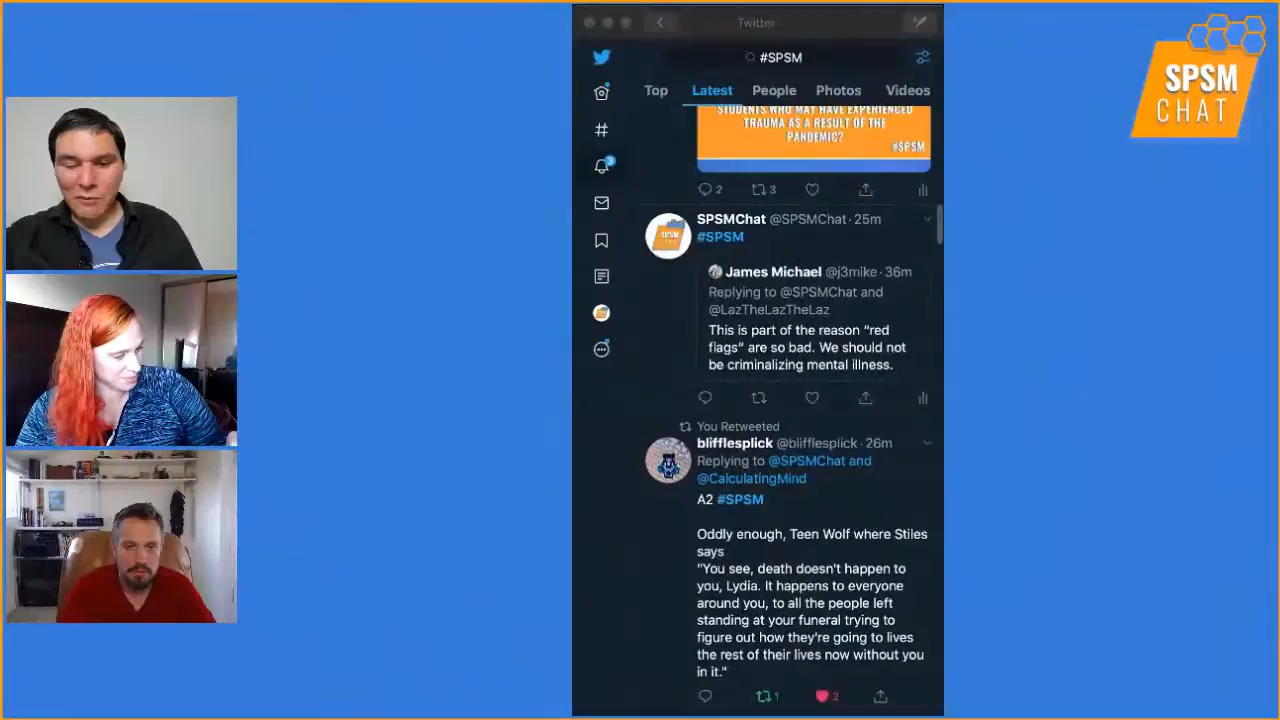 Twitter
#SPSM
Top Latest People Photos Videos
STUDENTS WHO MAY HAVE EXPERIENCED
TRAUMA AS A RESULT OF THE
PANDEMIC?
#SPSM
2 3
SPSMChat @SPSMChat · 25m
#SPSM
James Michael @j3mike · 36m
Replying to @SPSMChat and
@LazTheLazTheLaz
This is part of the reason “red
flags” are so bad. We should not
be criminalizing mental illness.
You Retweeted
blifflesplick @blifflesplick · 26m
Replying to @SPSMChat and
@CalculatingMind
A2 #SPSM
Oddly enough, Teen Wolf where Stiles
says
"You see, death doesn't happen to
you, Lydia. It happens to everyone
around you, to all the people left
standing at your funeral trying to
figure out how they're going to lives
the rest of their lives now without you
in it."
1 2
3
SPSM
CHAT